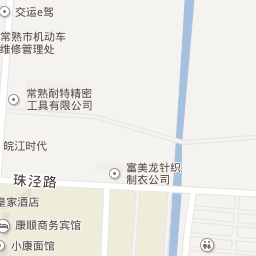 交运e驾
常熟市机动车
维修管理处
常熟耐特精密
工具有限公司
皖江时代
富美龙针织
制衣公司
珠泾路
皇家酒店
康顺商务宾馆
小康面馆